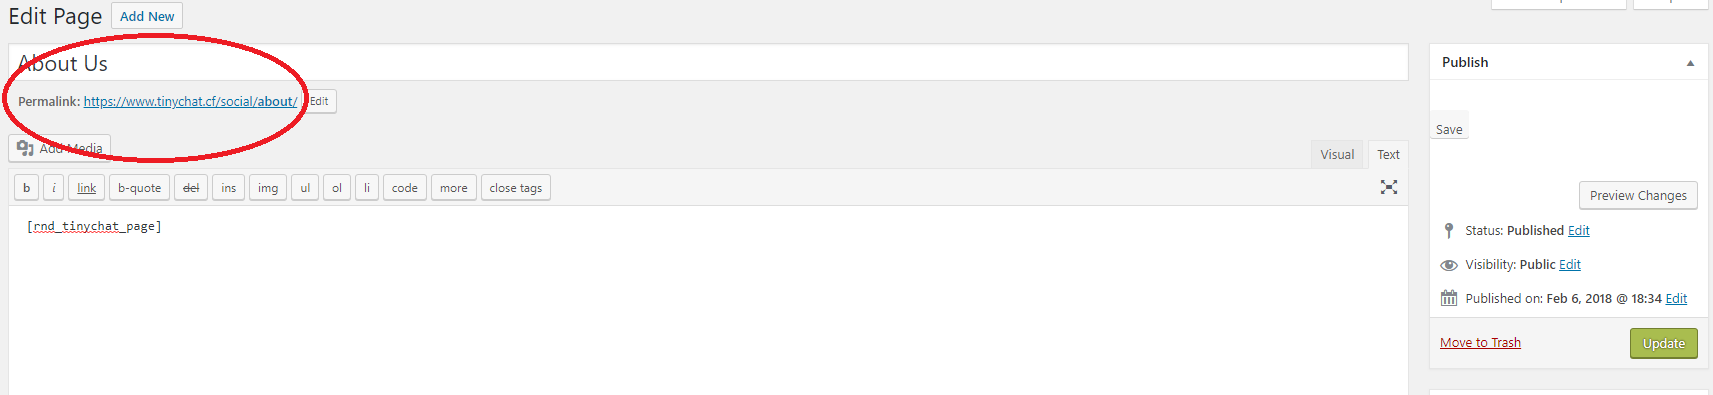 Edit Page Add New
About Us
Permalink: https://www.tinychat.cf/social/about/ Edit
Add Media
Visual Text
b i link b-quote del ins img ul ol li code more close tags
[rnd_tinychat_page]
Publish
Save
Preview Changes
Status: Published Edit
Visibility: Public Edit
Published on: Feb 6, 2018 @ 18:34 Edit
Move to Trash Update